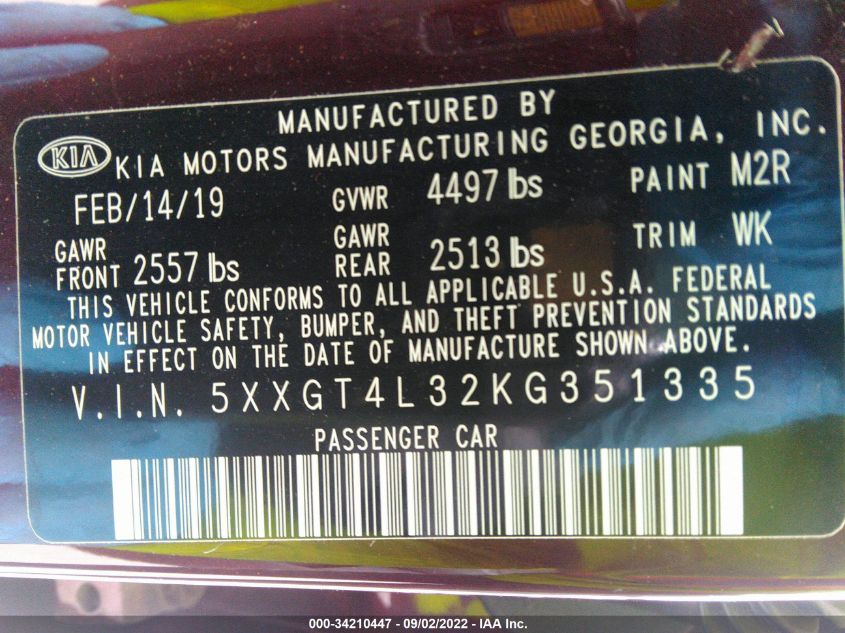 MANUFACTURED BY
KIA KIA MOTORS MANUFACTURING GEORGIA, INC.
FEB/14/19 GVWR 4497 lbs PAINT M2R
GAWR FRONT 2557 lbs GAWR REAR 2513 lbs TRIM WK
THIS VEHICLE CONFORMS TO ALL APPLICABLE U.S.A. FEDERAL
MOTOR VEHICLE SAFETY, BUMPER, AND THEFT PREVENTION STANDARDS
IN EFFECT ON THE DATE OF MANUFACTURE SHOWN ABOVE.
V.I.N. 5XXGT4L32KG351335
PASSENGER CAR
000-34210447 - 09/02/2022 - IAA Inc.